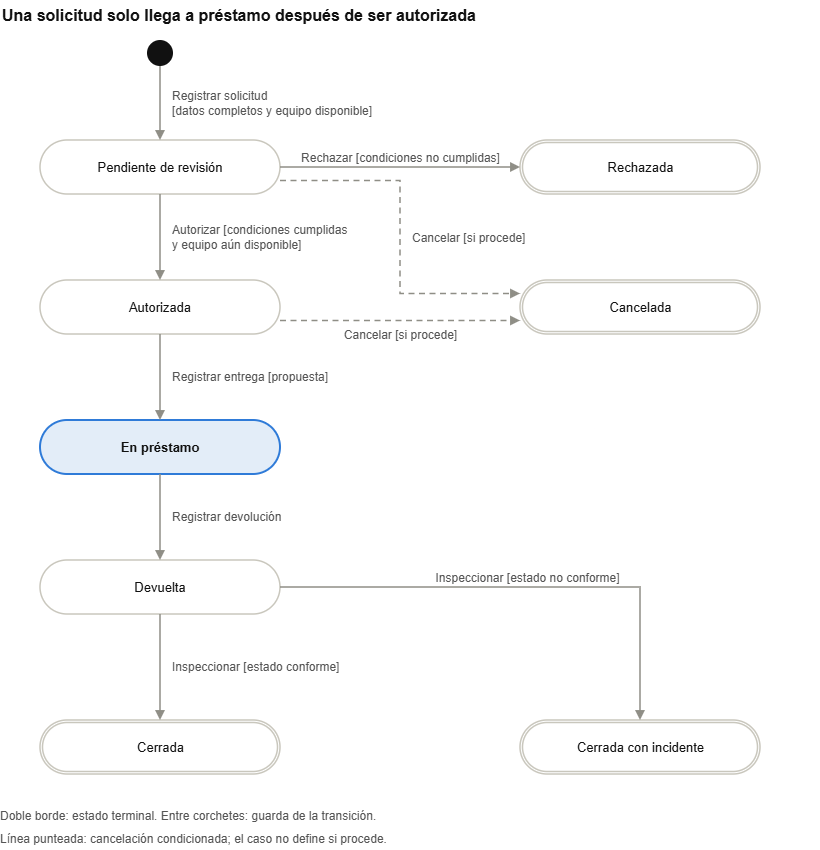 Una solicitud solo llega a préstamo después de ser autorizada
Registrar solicitud
[datos completos y equipo disponible]
Pendiente de revisión
Rechazar [condiciones no cumplidas]
Rechazada
Autorizar [condiciones cumplidas
y equipo aún disponible]
Cancelar [si procede]
Autorizada
Cancelada
Cancelar [si procede]
Registrar entrega [propuesta]
En préstamo
Registrar devolución
Devuelta
Inspeccionar [estado no conforme]
Inspeccionar [estado conforme]
Cerrada
Cerrada con incidente
Doble borde: estado terminal. Entre corchetes: guarda de la transición.
Línea punteada: cancelación condicionada; el caso no define si procede.